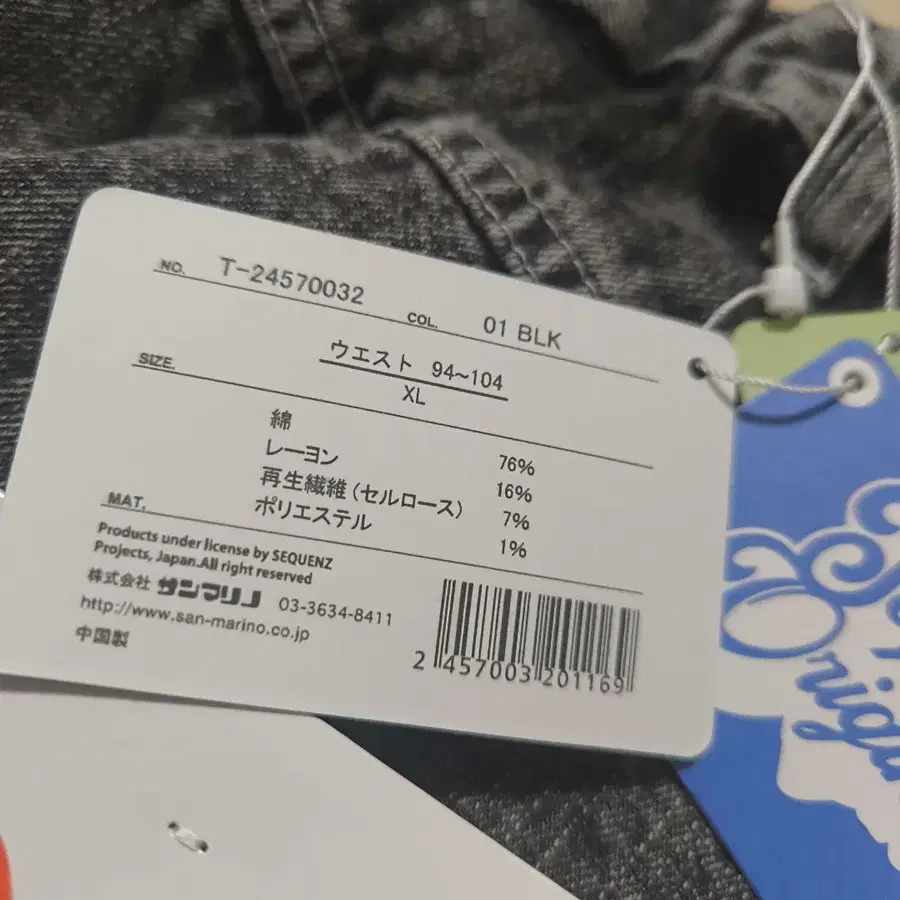 NO. T-24570032
COL. 01 BLK
SIZE. ウエスト 94~104
XL
綿 76%
レーヨン 16%
再生繊維(セルロース) 7%
ポリエステル 1%
MAT.
Products under license by SEQUENZ
Projects, Japan.All right reserved
株式会社 サンマリノ 03-3634-8411
http://www.san-marino.co.jp
中国製
2 457003 201169